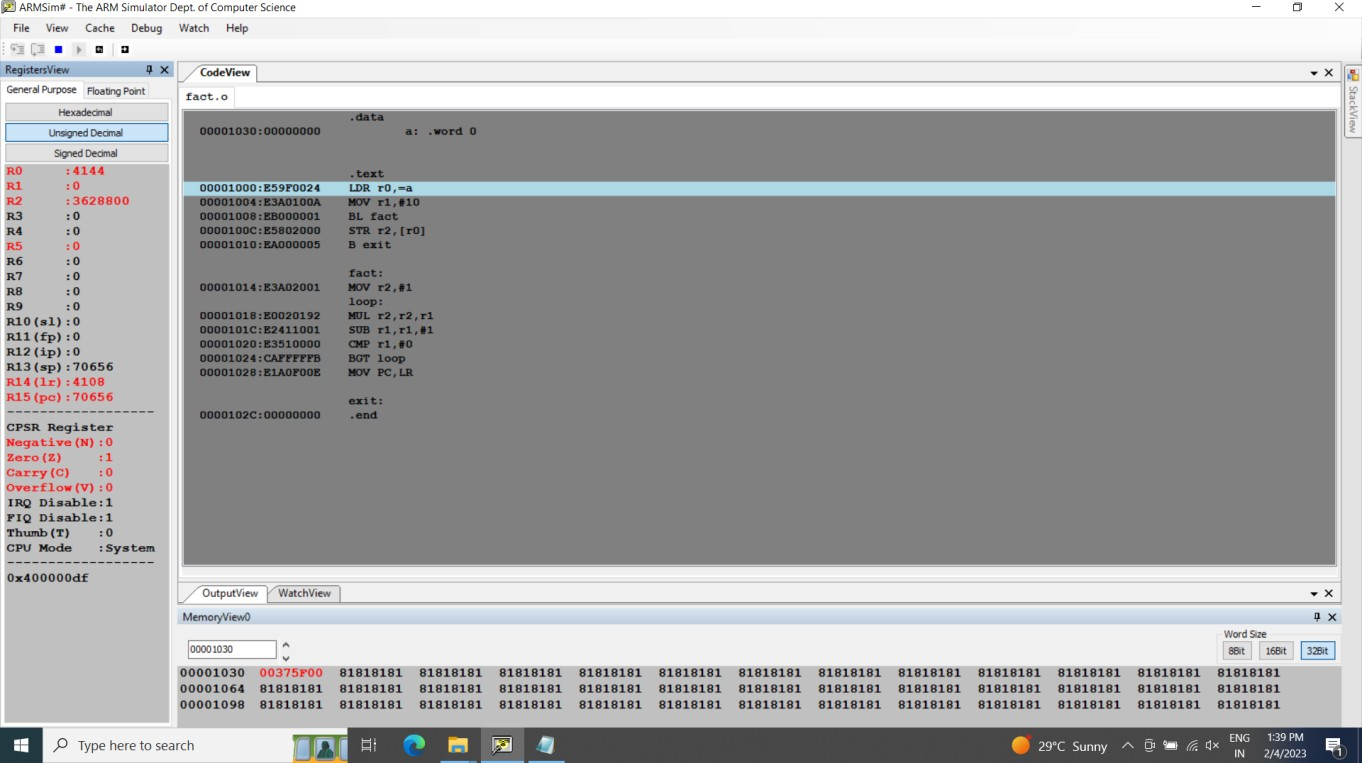 ARMSim# - The ARM Simulator Dept. of Computer Science
File View Cache Debug Watch Help
RegistersView
General Purpose Floating Point
Hexadecimal
Unsigned Decimal
Signed Decimal
R0 :4144
R1 :0
R2 :3628800
R3 :0
R4 :0
R5 :0
R6 :0
R7 :0
R8 :0
R9 :0
R10(sl):0
R11(fp):0
R12(ip):0
R13(sp):70656
R14(lr):4108
R15(pc):70656
------------------
CPSR Register
Negative(N):0
Zero(Z) :1
Carry(C) :0
Overflow(V):0
IRQ Disable:1
FIQ Disable:1
Thumb(T) :0
CPU Mode :System
------------------
0x400000df
CodeView
fact.o
.data
00001030:00000000 a: .word 0
.text
00001000:E59F0024 LDR r0,=a
00001004:E3A0100A MOV r1,#10
00001008:EB000001 BL fact
0000100C:E5802000 STR r2,[r0]
00001010:EA000005 B exit
fact:
00001014:E3A02001 MOV r2,#1
loop:
00001018:E0020192 MUL r2,r2,r1
0000101C:E2411001 SUB r1,r1,#1
00001020:E3510000 CMP r1,#0
00001024:CAFFFFFB BGT loop
00001028:E1A0F00E MOV PC,LR
exit:
0000102C:00000000 .end
StackView
OutputView WatchView
MemoryView0
Word Size
00001030 8Bit 16Bit 32Bit
00001030 00375F00 81818181 81818181 81818181 81818181 81818181 81818181 81818181 81818181 81818181 81818181 81818181 81818181
00001064 81818181 81818181 81818181 81818181 81818181 81818181 81818181 81818181 81818181 81818181 81818181 81818181 81818181
00001098 81818181 81818181 81818181 81818181 81818181 81818181 81818181 81818181 81818181 81818181 81818181 81818181 81818181
Type here to search
29°C Sunny
ENG
IN
1:39 PM
2/4/2023
1